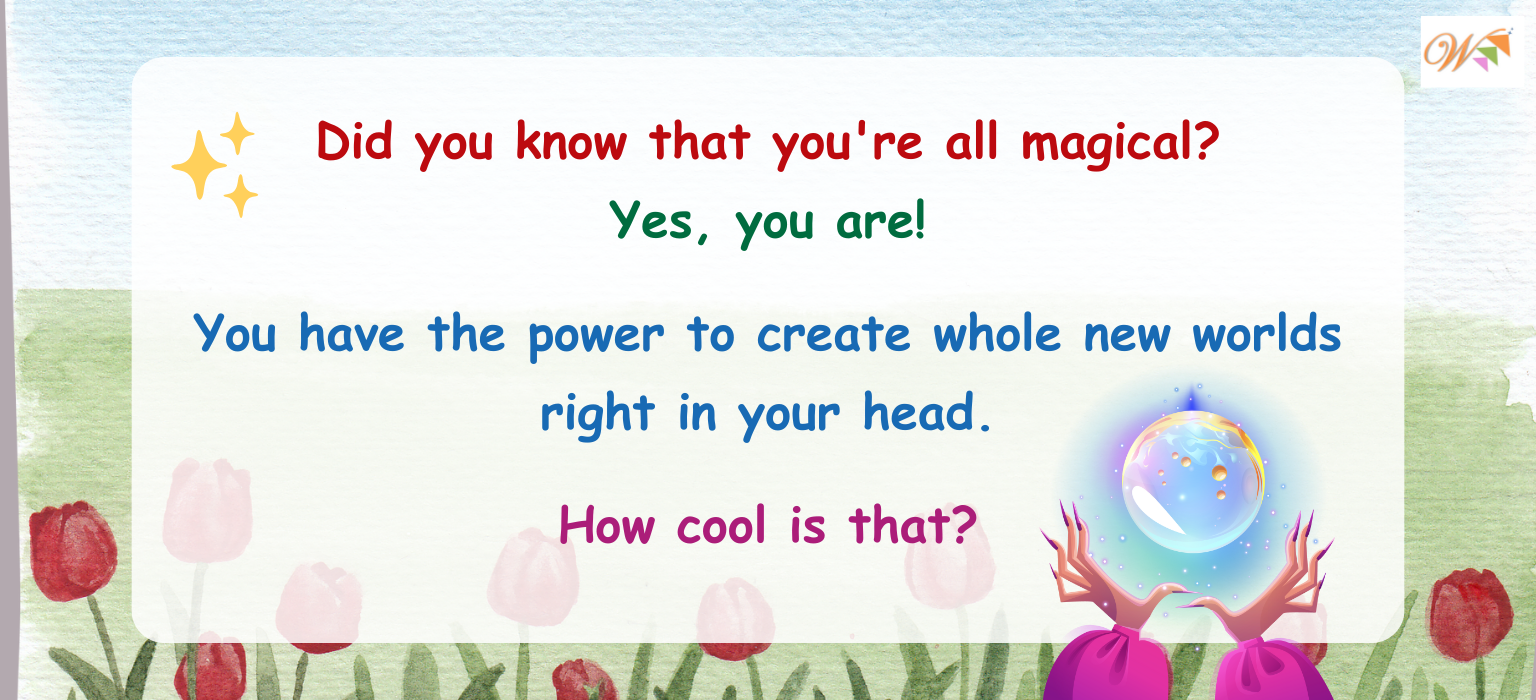 W
Did you know that you're all magical?
Yes, you are!
You have the power to create whole new worlds
right in your head.
How cool is that?